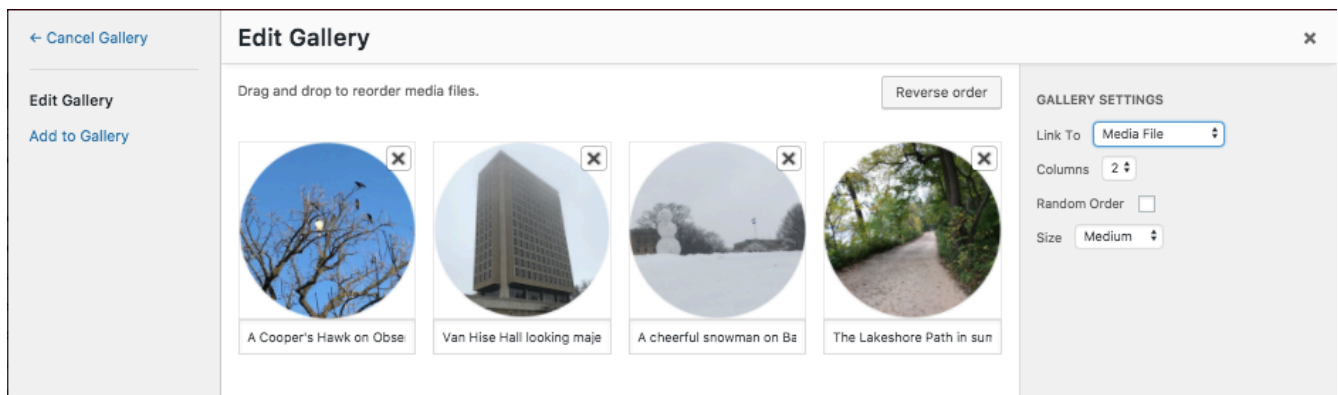 ← Cancel Gallery
Edit Gallery
Add to Gallery
Edit Gallery
Drag and drop to reorder media files.
Reverse order
A Cooper's Hawk on Obse
Van Hise Hall looking maje
A cheerful snowman on Ba
The Lakeshore Path in sum
GALLERY SETTINGS
Link To Media File
Columns 2
Random Order
Size Medium